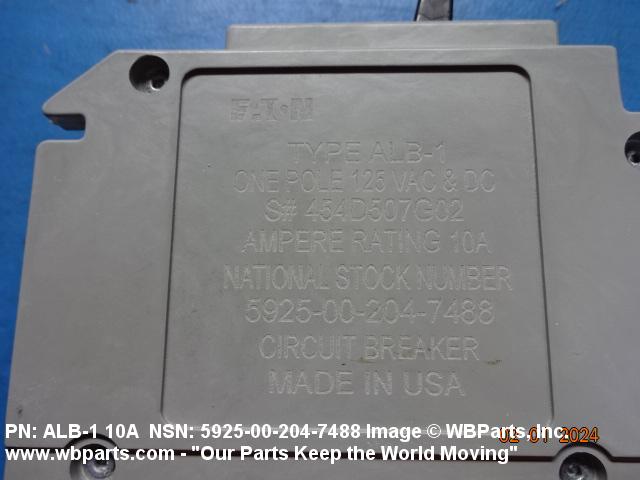 EATON
TYPE ALB-1
ONE POLE 125 VAC & DC
S# 454D507G02
AMPERE RATING 10A
NATIONAL STOCK NUMBER
5925-00-204-7488
CIRCUIT BREAKER
MADE IN USA
PN: ALB-1 10A NSN: 5925-00-204-7488 Image © WBParts, Inc.
02 01 2024
www.wbparts.com - "Our Parts Keep the World Moving"